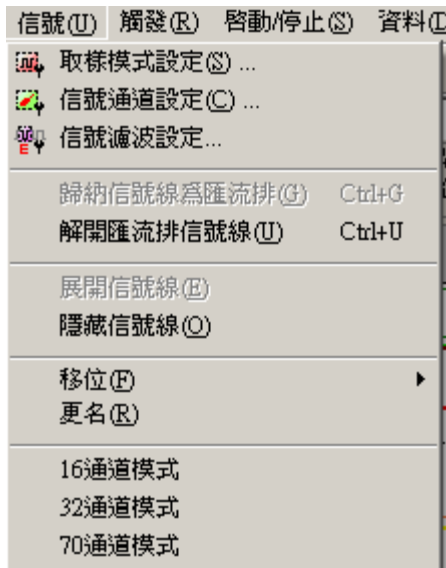 信號(U) 觸發(R) 啓動/停止(S) 資料(D
取樣模式設定(S) ...
信號通道設定(C) ...
信號濾波設定...
歸納信號線爲匯流排(G) Ctrl+G
解開匯流排信號線(U) Ctrl+U
展開信號線(E)
隱藏信號線(O)
移位(F)
更名(R)
16通道模式
32通道模式
70通道模式